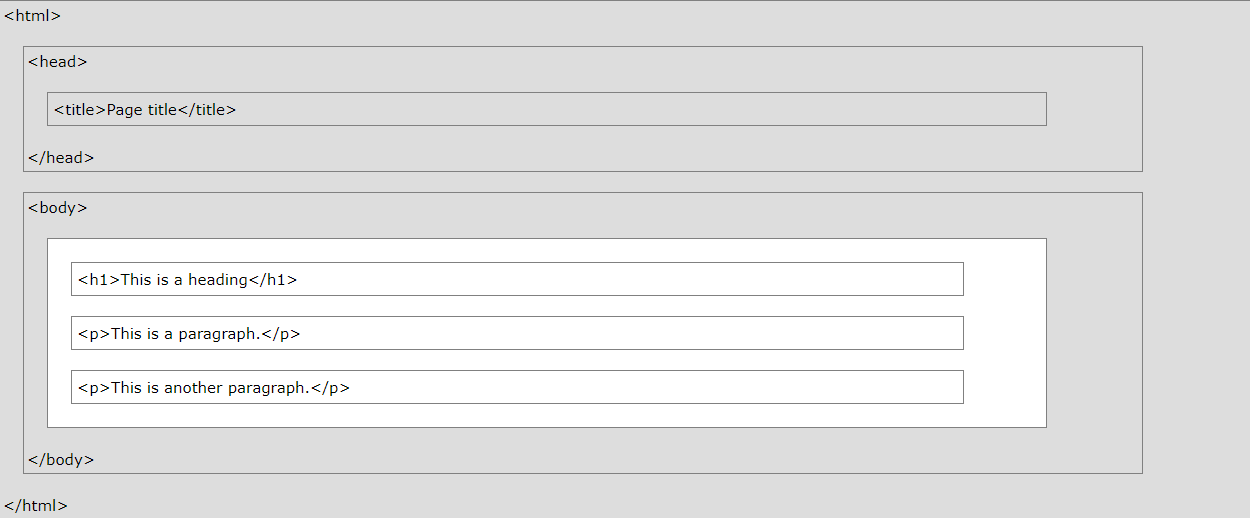 <html>
<head>
<title>Page title</title>
</head>
<body>
<h1>This is a heading</h1>
<p>This is a paragraph.</p>
<p>This is another paragraph.</p>
</body>
</html>